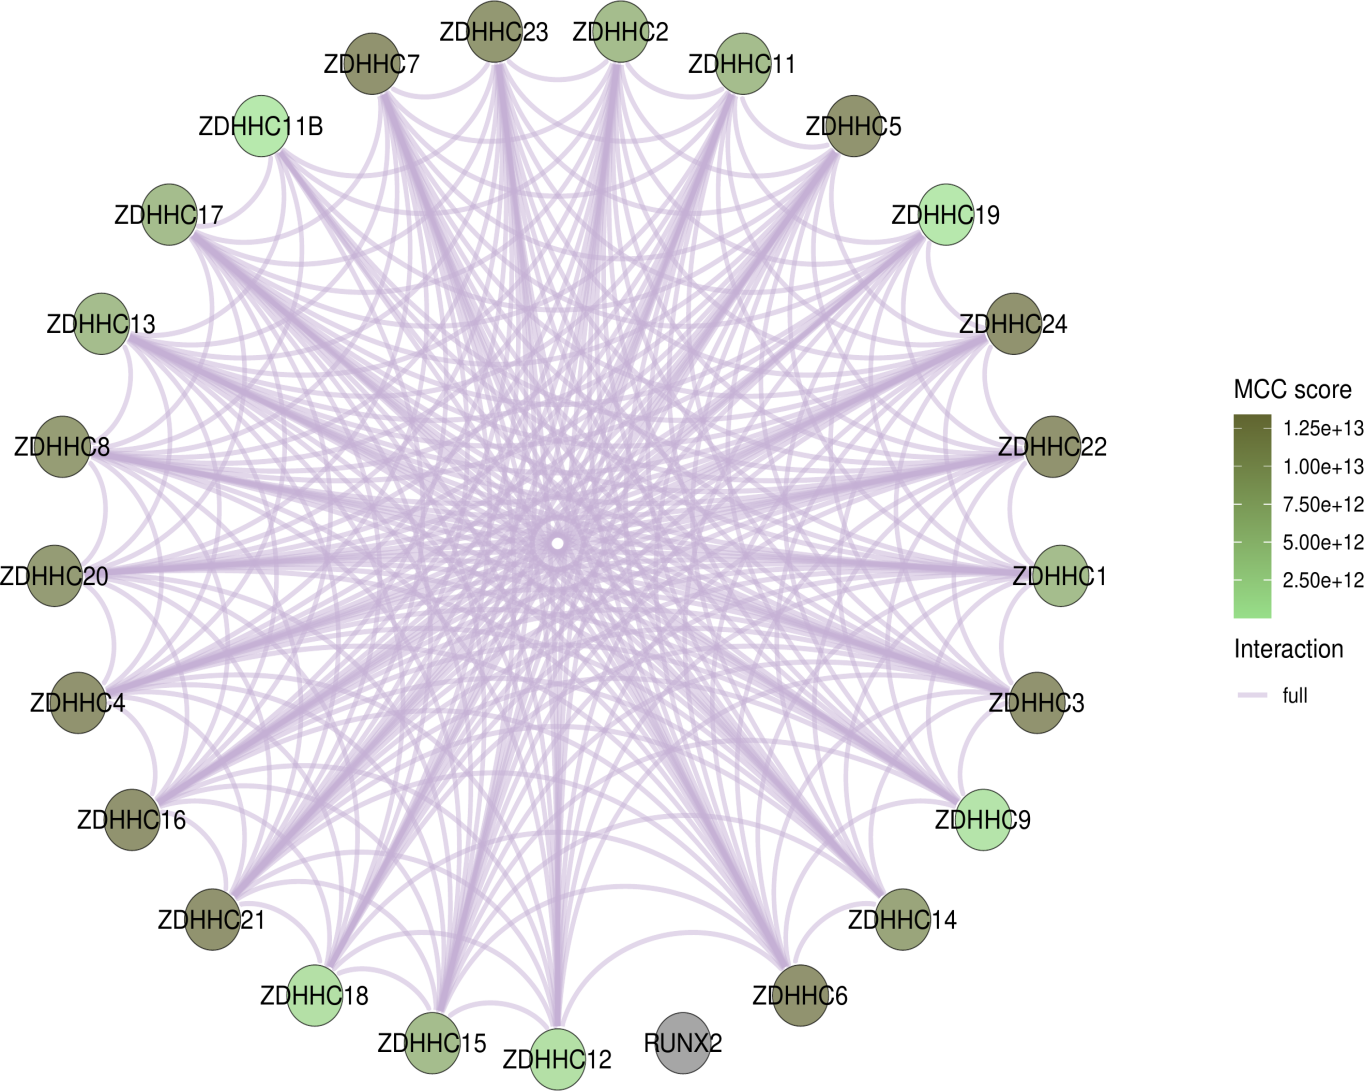 ZDHHC23
ZDHHC2
ZDHHC7
ZDHHC11
ZDHHC11B
ZDHHC5
ZDHHC17
ZDHHC19
ZDHHC13
ZDHHC24
ZDHHC8
ZDHHC22
ZDHHC20
ZDHHC1
ZDHHC4
ZDHHC3
ZDHHC16
ZDHHC9
ZDHHC21
ZDHHC14
ZDHHC18
ZDHHC6
ZDHHC15
RUNX2
ZDHHC12
MCC score
1.25e+13
1.00e+13
7.50e+12
5.00e+12
2.50e+12
Interaction
full